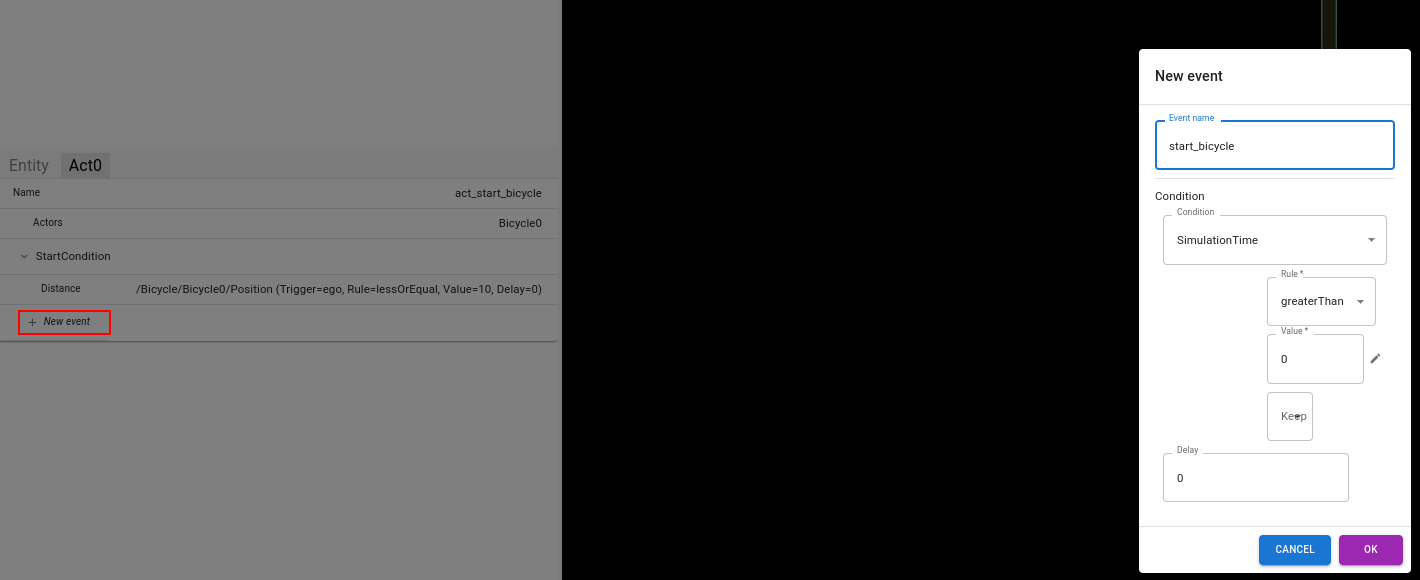 Entity Act0
Name act_start_bicycle
Actors Bicycle0
StartCondition
Distance /Bicycle/Bicycle0/Position (Trigger=ego, Rule=lessOrEqual, Value=10, Delay=0)
+ New event
New event
Event name
start_bicycle
Condition
Condition
SimulationTime
Rule *
greaterThan
Value *
0
Keep
Delay
0
CANCEL OK